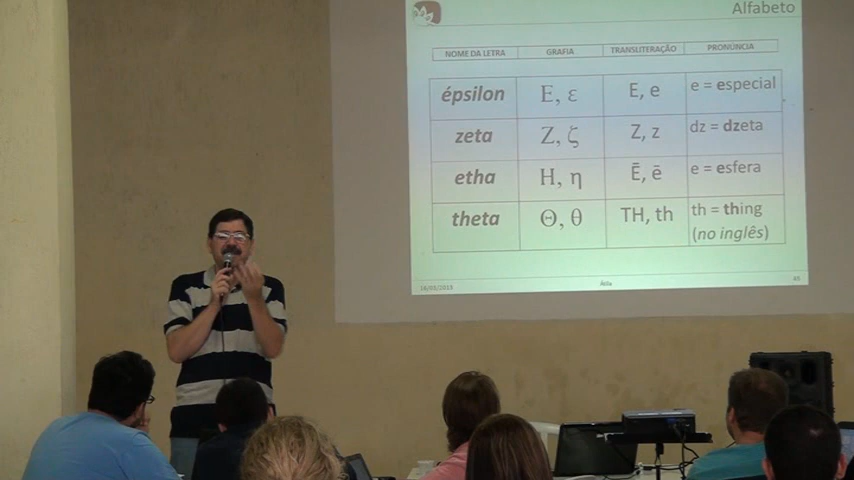 Alfabeto
NOME DA LETRA GRAFIA TRANSLITERAÇÃO PRONÚNCIA
épsilon Ε, ε E, e e = especial
zeta Ζ, ζ Z, z dz = dzeta
etha Η, η Ē, ē e = esfera
theta Θ, θ TH, th th = thing
(no inglês)